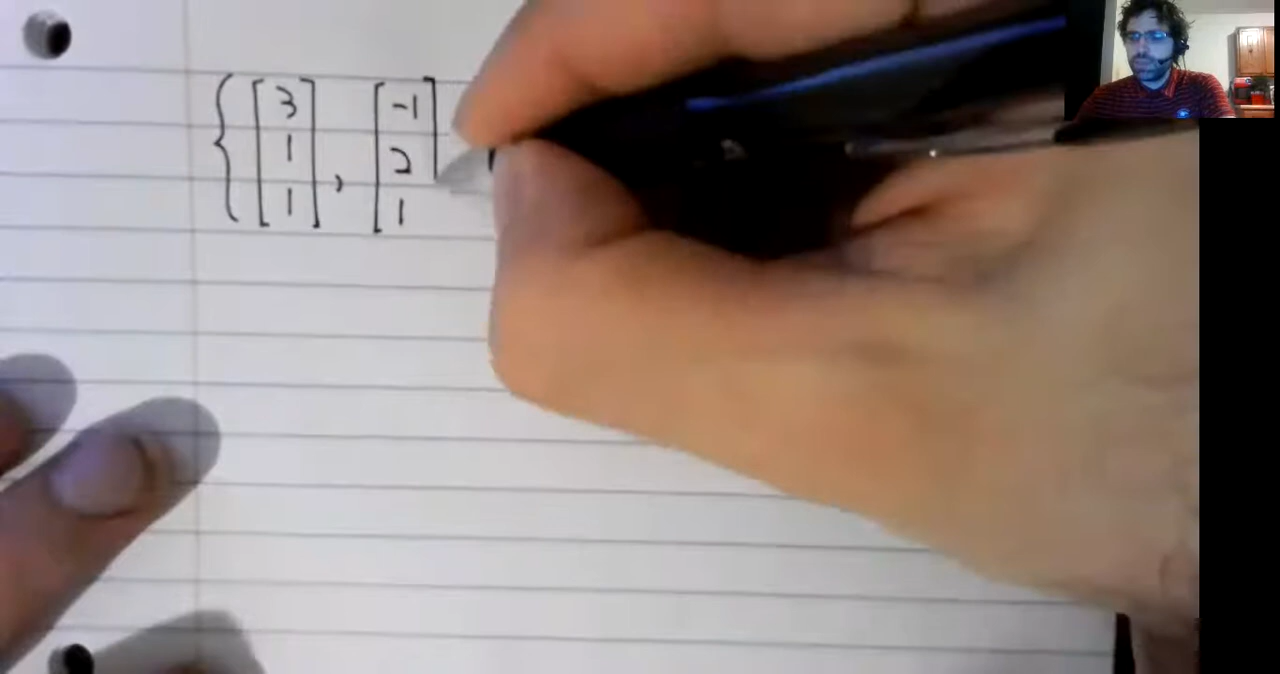 { [ 3 ] [ -1 ]
1 2
1 , 1